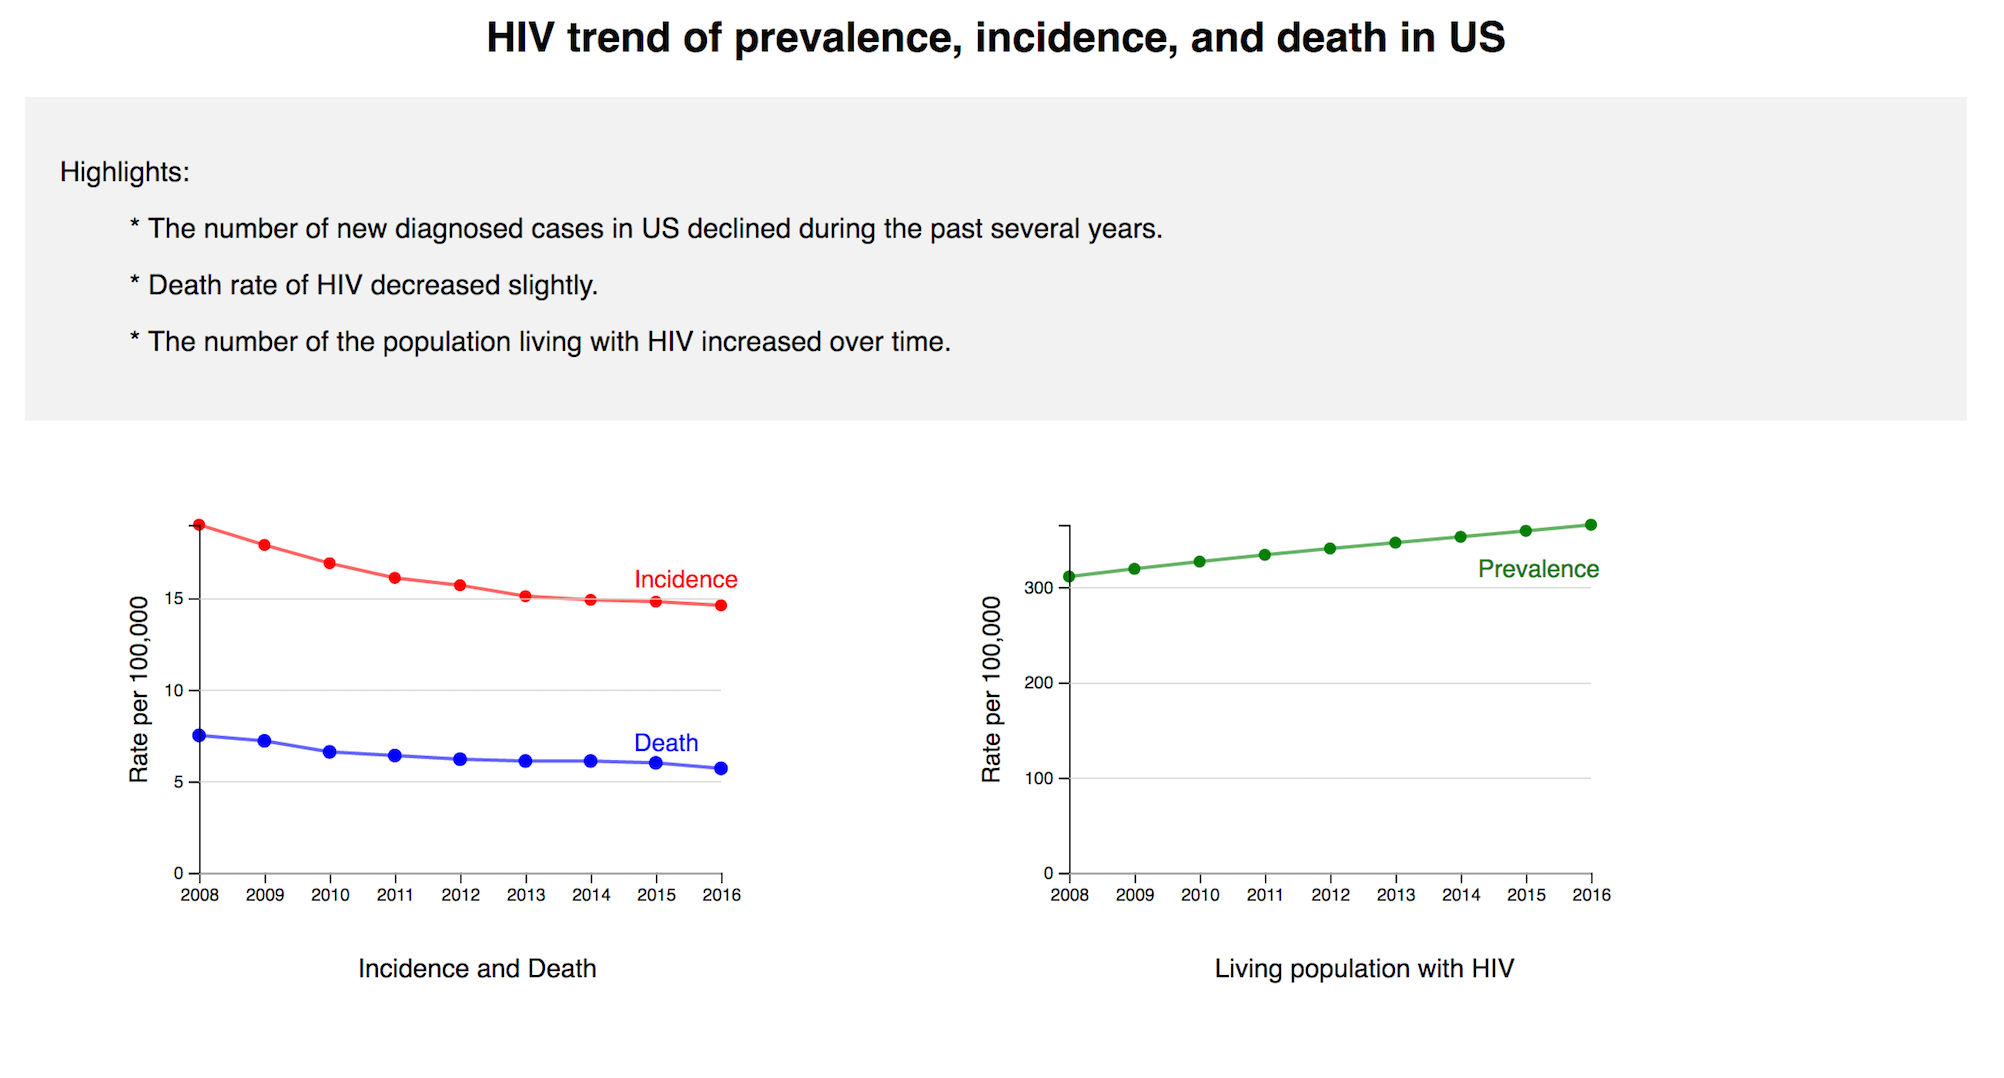 HIV trend of prevalence, incidence, and death in US
Highlights:
* The number of new diagnosed cases in US declined during the past several years.
* Death rate of HIV decreased slightly.
* The number of the population living with HIV increased over time.
Rate per 100,000
15
10
5
0
Incidence
Death
2008 2009 2010 2011 2012 2013 2014 2015 2016
Incidence and Death
Rate per 100,000
300
200
100
0
Prevalence
2008 2009 2010 2011 2012 2013 2014 2015 2016
Living population with HIV